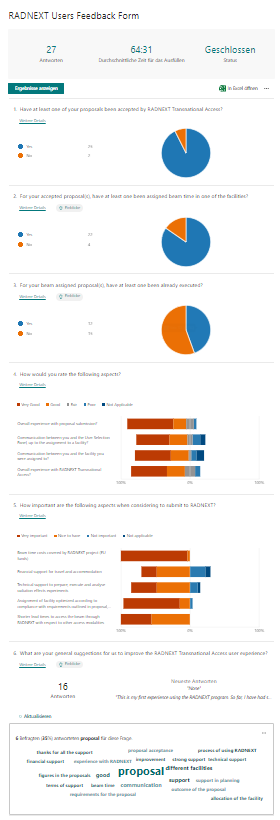 RADNEXT Users Feedback Form
27
Antworten
64:31
Durchschnittliche Zeit für das Ausfüllen
Geschlossen
Status
Ergebnisse anzeigen
In Excel öffnen
1. Have at least one of your proposals been accepted by RADNEXT Transnational Access?
Weitere Details
Yes
No
2. For your accepted proposal(s), have at least one been assigned beam time in one of the facilities?
Weitere Details
Einblicke
Yes
No 4
3. For your beam assigned proposal(s), have at least one been already executed?
Weitere Details
Einblicke
Yes 12
No 15
4. How would you rate the following aspects?
Weitere Details
Very Good Good Fair Poor Not Applicable
Overall experience with proposal submission?
Communication between you and the User Selection
Panel up to the assignment to a facility?
Communication between you and the facility you
were assigned to?
Overall experience with RADNEXT Transnational
Access?
100% 0% 100%
5. How important are the following aspects when considering to submit to RADNEXT?
Weitere Details
Very important Nice to have Not important Not applicable
Beam time costs covered by RADNEXT project (EU
funds)
Financial support for travel and accommodation
Technical support to prepare, execute and analyse
radiation effects experiments
Assignment of facility optimised according to
compliance with requirements outlined in proposal...
Shorter lead times to access the beam through
RADNEXT with respect to other access modalities
100% 0% 100%
6. What are your general suggestions for us to improve the RADNEXT Transnational Access user experience?
Weitere Details
Einblicke
16
Antworten
Neueste Antworten
"None"
"This is my first experience using the RADNEXT program. So far, I have had s...
Aktualisieren
6 Befragten (35%) antworteten proposal für diese Frage.
thanks for all the support
proposal acceptance
process of using RADNEXT
financial support
experience with RADNEXT
improvement
strong support
technical support
figures in the proposals
good
proposal
different facilities
support
support in planning
terms of support
beam time
communication
outcome of the proposal
requirements for the proposal
allocation of the facility